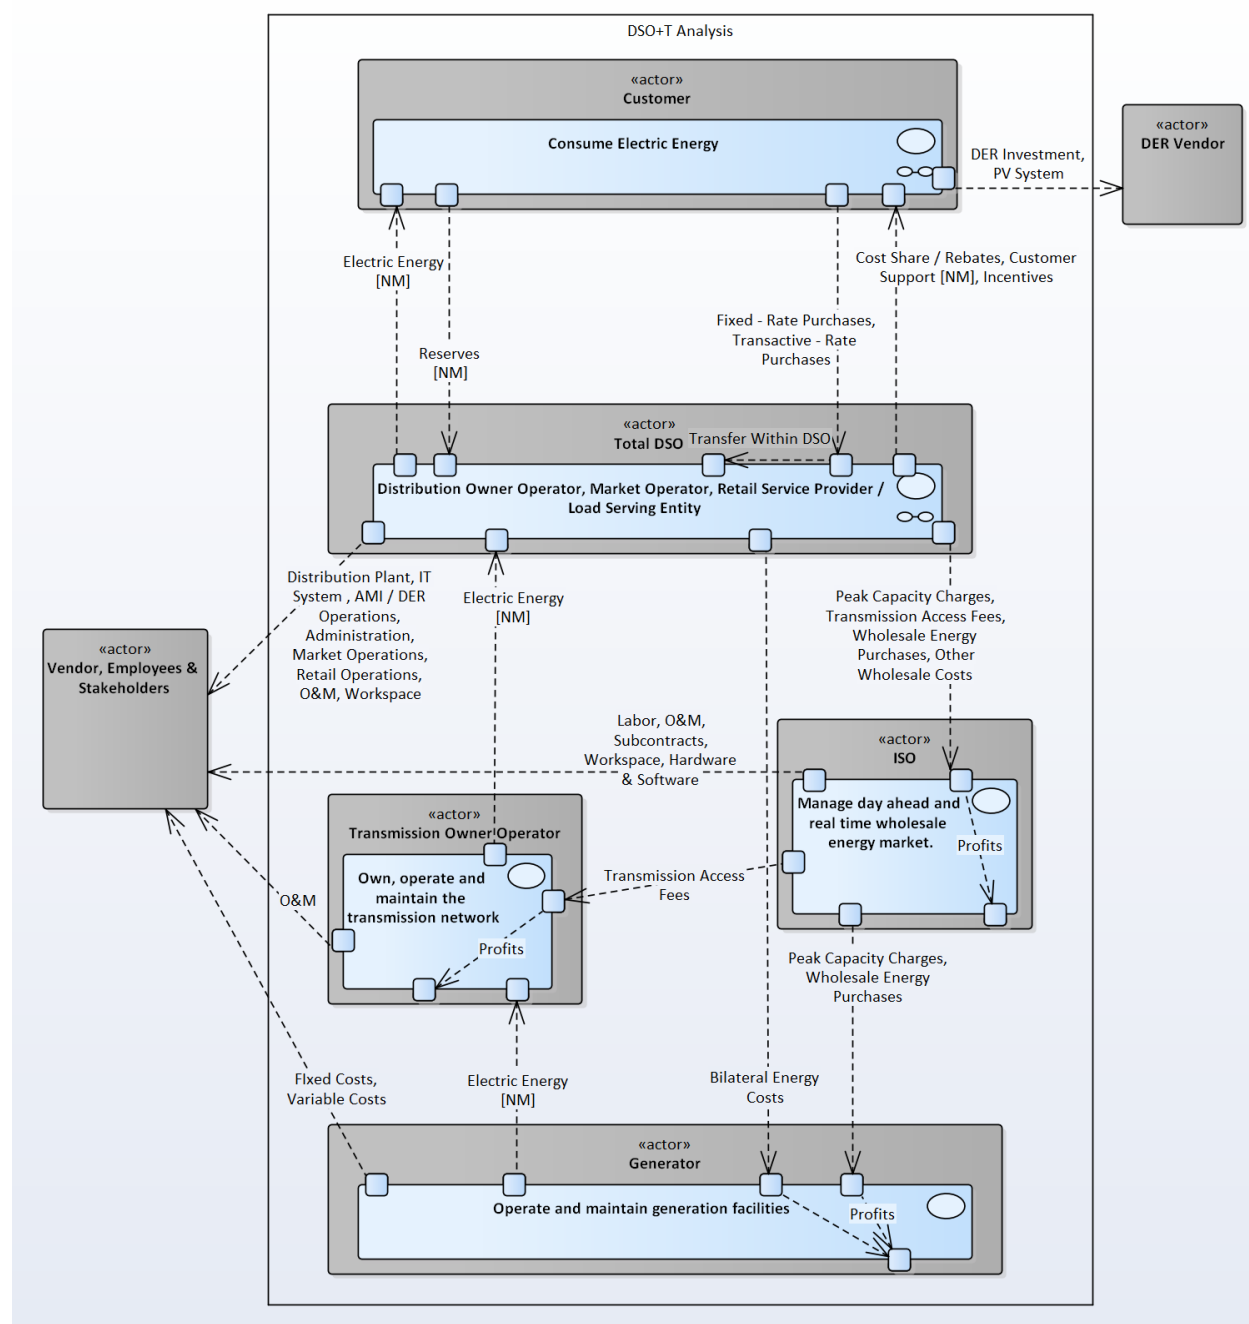 DSO+T Analysis
«actor»
Customer
Consume Electric Energy
«actor»
DER Vendor
DER Investment,
PV System
Electric Energy
[NM]
Reserves
[NM]
Fixed - Rate Purchases,
Transactive - Rate
Purchases
Cost Share / Rebates, Customer
Support [NM], Incentives
«actor»
Total DSO
Transfer Within DSO
Distribution Owner Operator, Market Operator, Retail Service Provider /
Load Serving Entity
Distribution Plant, IT
System , AMI / DER
Operations,
Administration,
Market Operations,
Retail Operations,
O&M, Workspace
Electric Energy
[NM]
Peak Capacity Charges,
Transmission Access Fees,
Wholesale Energy
Purchases, Other
Wholesale Costs
«actor»
Vendor, Employees &
Stakeholders
Labor, O&M,
Subcontracts,
Workspace, Hardware
& Software
«actor»
ISO
Manage day ahead and
real time wholesale
energy market.
Profits
«actor»
Transmission Owner Operator
Own, operate and
maintain the
transmission network
Profits
Transmission Access
Fees
O&M
Peak Capacity Charges,
Wholesale Energy
Purchases
FIxed Costs,
Variable Costs
Electric Energy
[NM]
Bilateral Energy
Costs
«actor»
Generator
Operate and maintain generation facilities
Profits